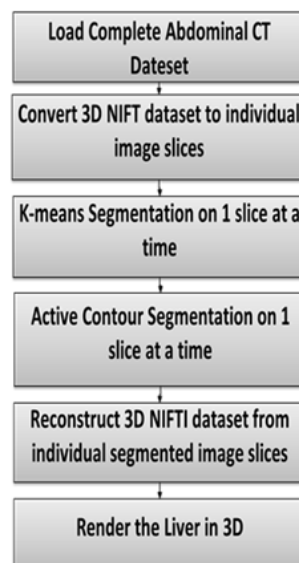 Load Complete Abdominal CT
Dateset
Convert 3D NIFT dataset to individual
image slices
K-means Segmentation on 1 slice at a
time
Active Contour Segmentation on 1
slice at a time
Reconstruct 3D NIFTI dataset from
individual segmented image slices
Render the Liver in 3D